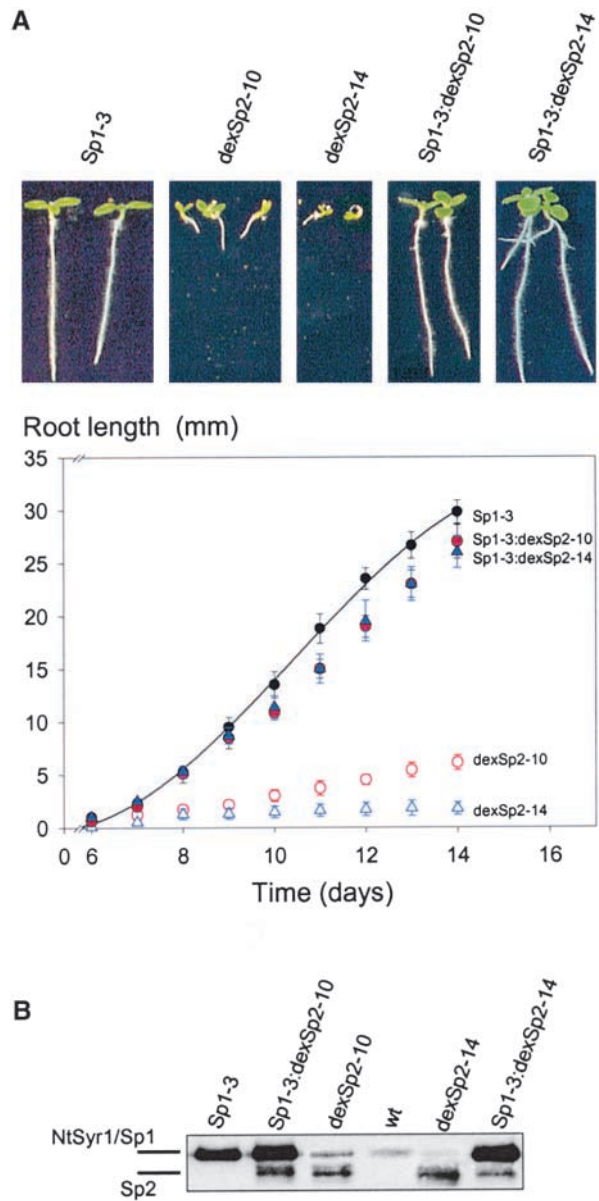 A
Sp1-3
dexSp2-10
dexSp2-14
Sp1-3:dexSp2-10
Sp1-3:dexSp2-14
Root length (mm)
35
30
25
20
15
10
5
0
Sp1-3
Sp1-3:dexSp2-10
Sp1-3:dexSp2-14
dexSp2-10
dexSp2-14
0 6 8 10 12 14 16
Time (days)
B
Sp1-3
Sp1-3:dexSp2-10
dexSp2-10
wt
dexSp2-14
Sp1-3:dexSp2-14
NtSyr1/Sp1
Sp2